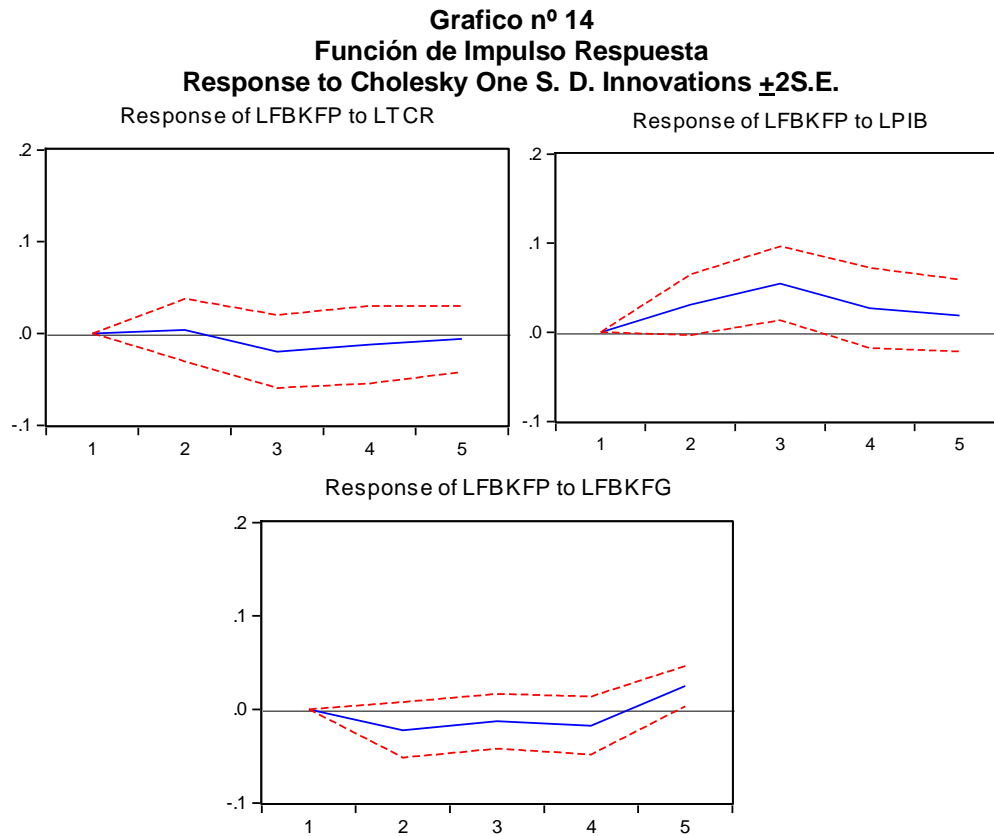 Grafico nº 14
Función de Impulso Respuesta
Response to Cholesky One S. D. Innovations +2S.E.
Response of LFBKFP to LTCR
.2
.1
.0
-.1
1 2 3 4 5
Response of LFBKFP to LPIB
.2
.1
.0
-.1
1 2 3 4 5
Response of LFBKFP to LFBKFG
.2
.1
.0
-.1
1 2 3 4 5